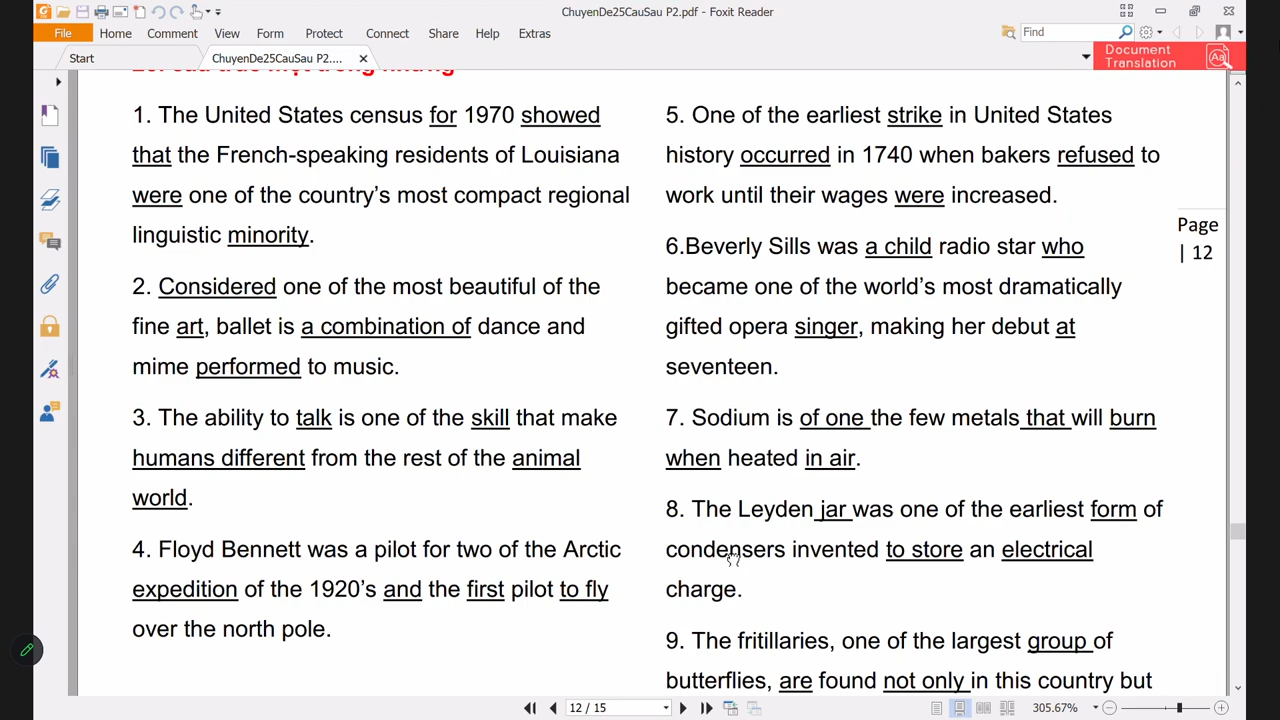 ChuyenDe25CauSau P2.pdf - Foxit Reader
File Home Comment View Form Protect Connect Share Help Extras
Find
Start
ChuyenDe25CauSau P2....
Document
Translation
1. The United States census for 1970 showed
that the French-speaking residents of Louisiana
were one of the country's most compact regional
linguistic minority.
2. Considered one of the most beautiful of the
fine art, ballet is a combination of dance and
mime performed to music.
3. The ability to talk is one of the skill that make
humans different from the rest of the animal
world.
4. Floyd Bennett was a pilot for two of the Arctic
expedition of the 1920's and the first pilot to fly
over the north pole.
5. One of the earliest strike in United States
history occurred in 1740 when bakers refused to
work until their wages were increased.
6.Beverly Sills was a child radio star who
became one of the world's most dramatically
gifted opera singer, making her debut at
seventeen.
7. Sodium is of one the few metals that will burn
when heated in air.
8. The Leyden jar was one of the earliest form of
condensers invented to store an electrical
charge.
9. The fritillaries, one of the largest group of
butterflies, are found not only in this country but
Page
| 12
12 / 15
305.67%